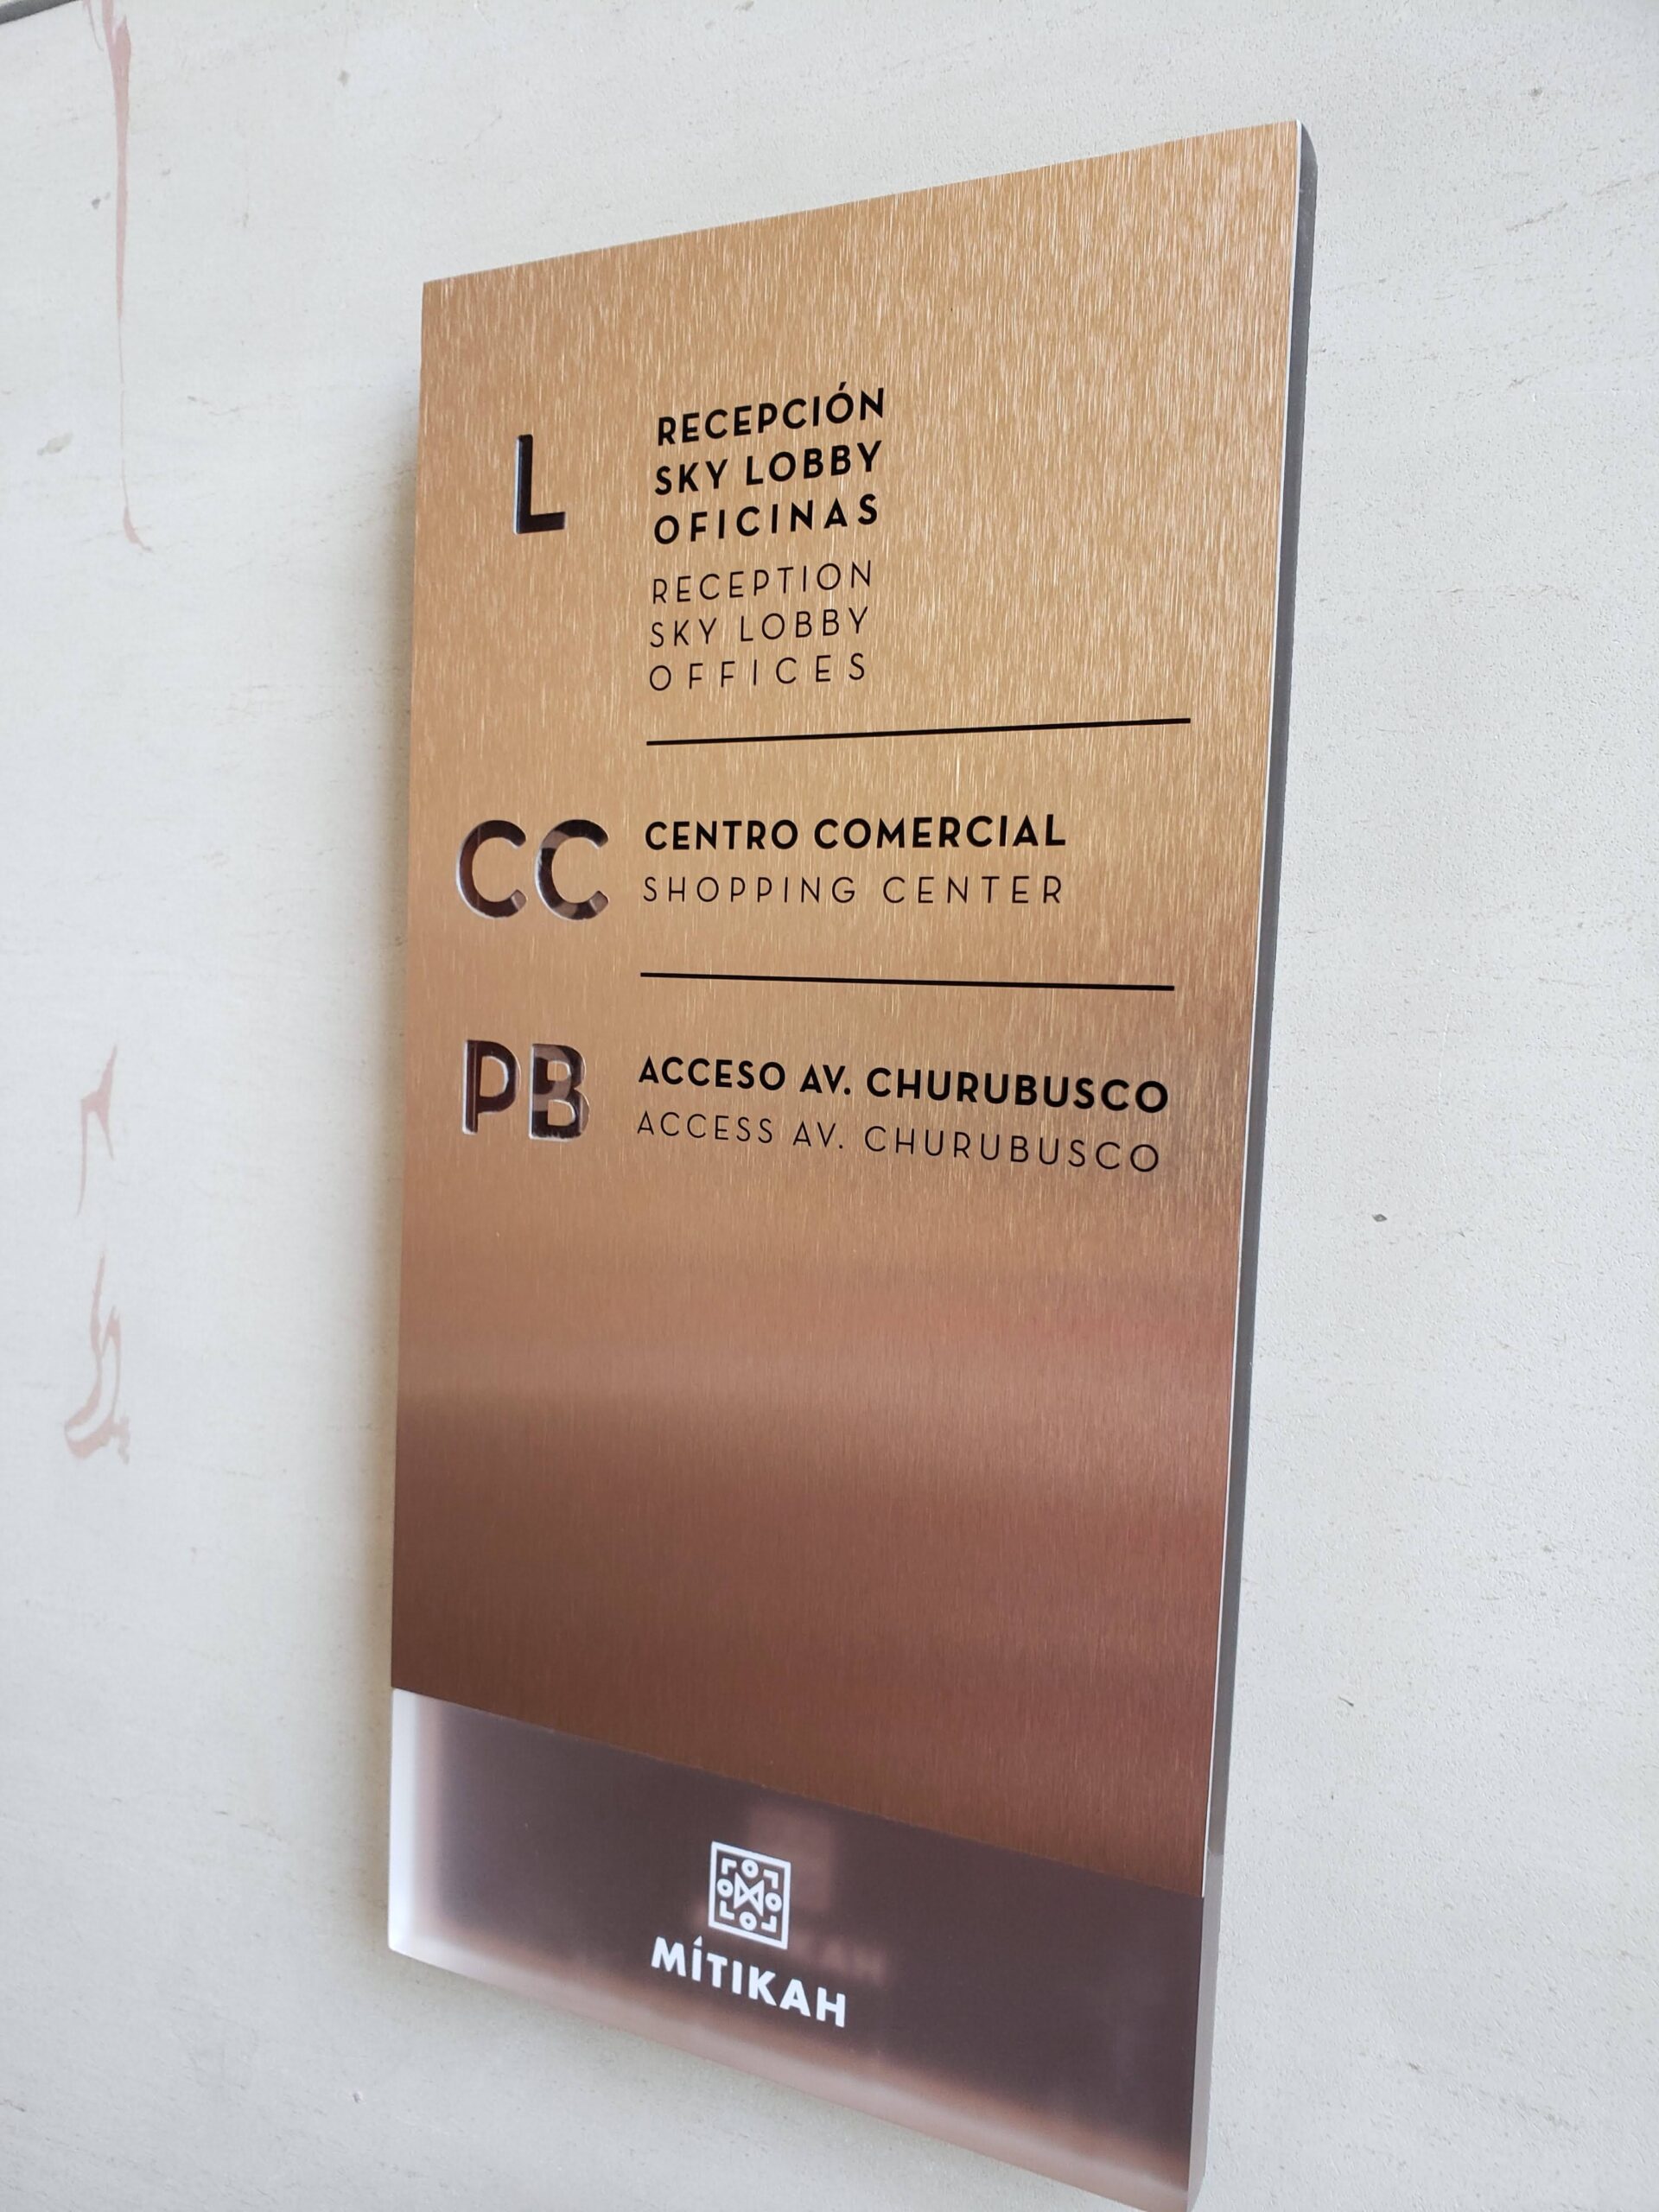 L
RECEPCIÓN
SKY LOBBY
OFICINAS
RECEPTION
SKY LOBBY
OFFICES
CC
CENTRO COMERCIAL
SHOPPING CENTER
PB
ACCESO AV. CHURUBUSCO
ACCESS AV. CHURUBUSCO
MÍTIKAH